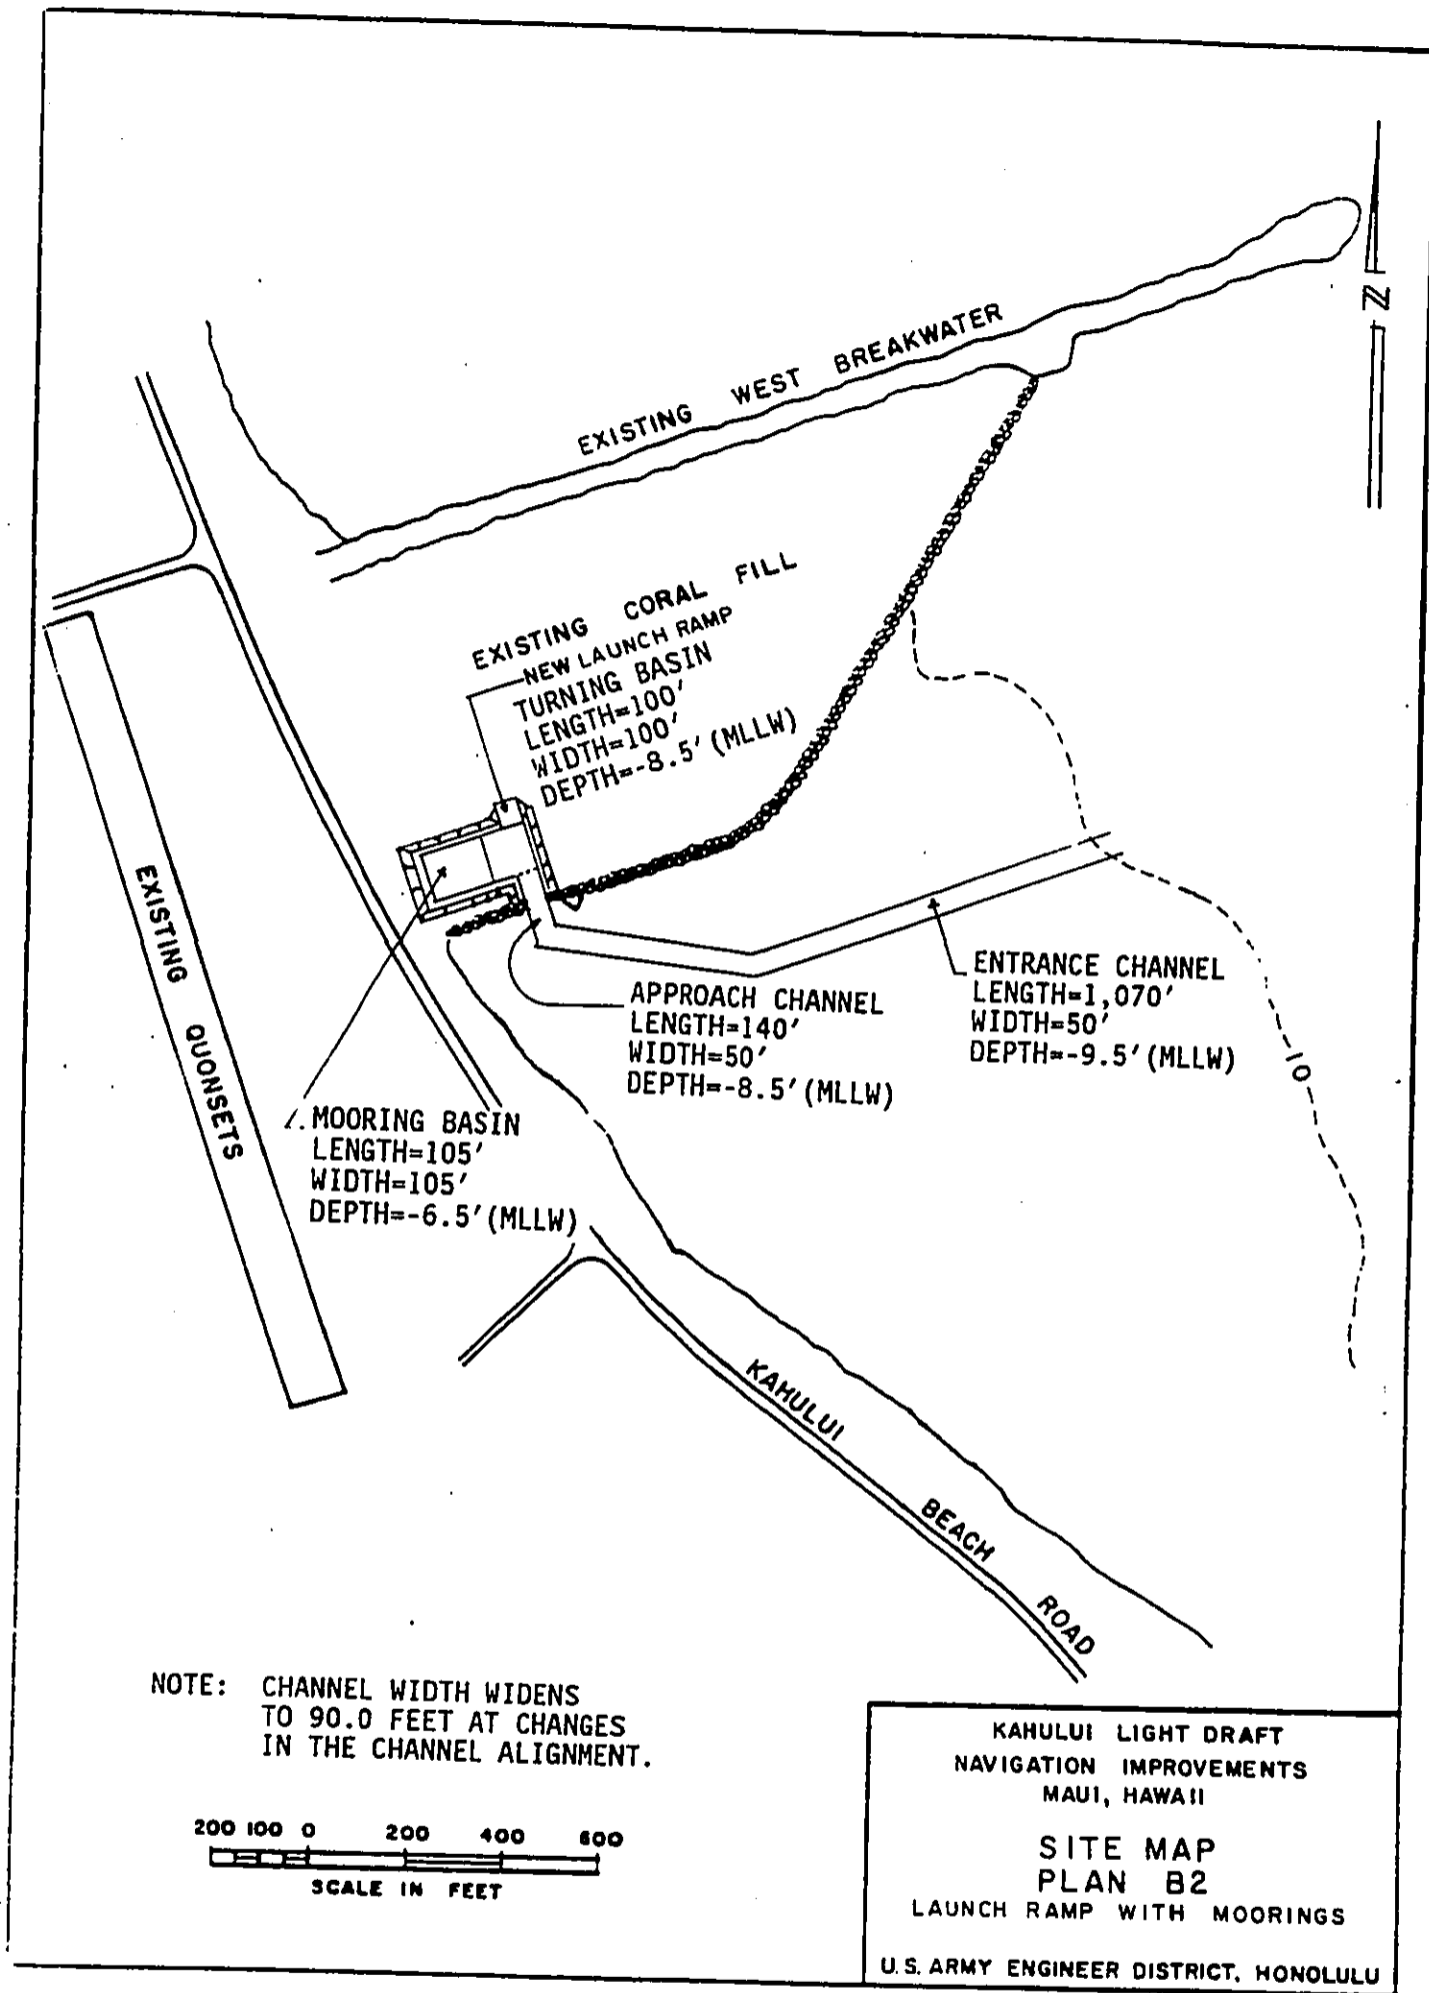 N
EXISTING WEST BREAKWATER
EXISTING CORAL FILL
NEW LAUNCH RAMP
TURNING BASIN
LENGTH=100'
WIDTH=100'
DEPTH=-8.5' (MLLW)
EXISTING QUONSETS
APPROACH CHANNEL
LENGTH=140'
WIDTH=50'
DEPTH=-8.5' (MLLW)
ENTRANCE CHANNEL
LENGTH=1,070'
WIDTH=50'
DEPTH=-9.5' (MLLW)
10
MOORING BASIN
LENGTH=105'
WIDTH=105'
DEPTH=-6.5' (MLLW)
KAHULUI BEACH ROAD
NOTE: CHANNEL WIDTH WIDENS
TO 90.0 FEET AT CHANGES
IN THE CHANNEL ALIGNMENT.
200 100 0 200 400 600
SCALE IN FEET
KAHULUI LIGHT DRAFT
NAVIGATION IMPROVEMENTS
MAUI, HAWAII
SITE MAP
PLAN B2
LAUNCH RAMP WITH MOORINGS
U.S. ARMY ENGINEER DISTRICT, HONOLULU